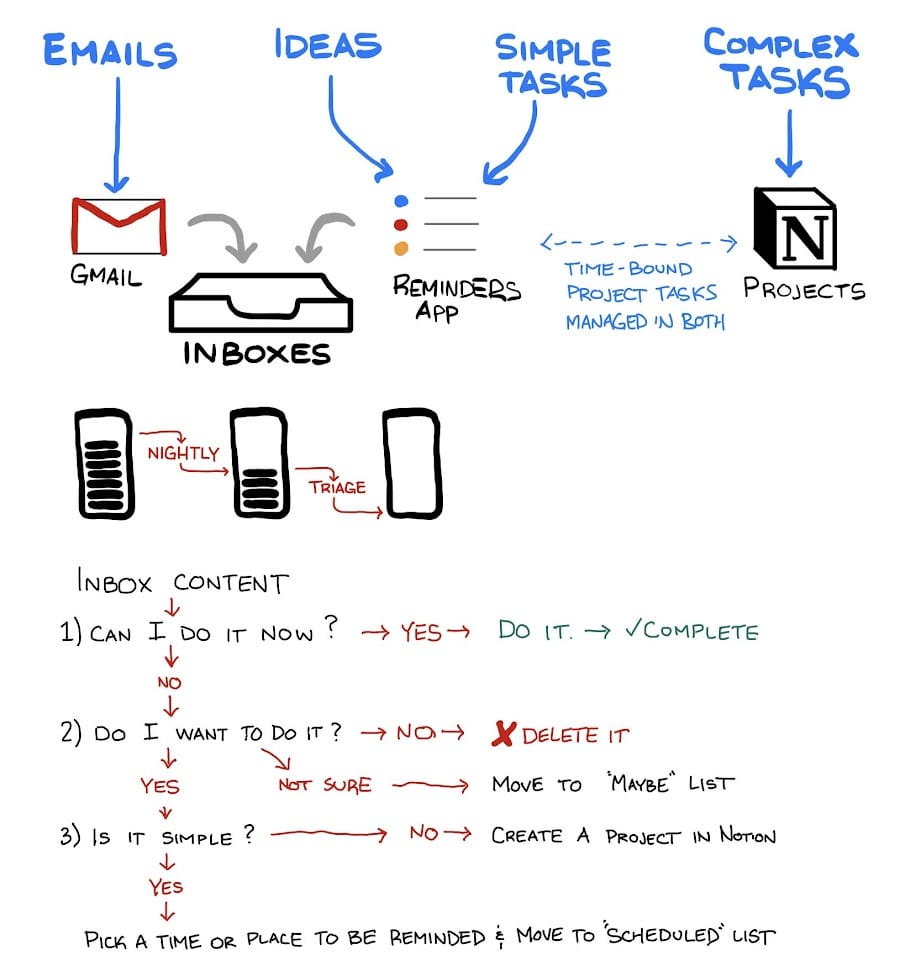 EMAILS
IDEAS
SIMPLE
TASKS
COMPLEX
TASKS
GMAIL
INBOXES
REMINDERS
APP
TIME-BOUND
PROJECT TASKS
MANAGED IN BOTH
N
PROJECTS
NIGHTLY
TRIAGE
INBOX CONTENT
1) CAN I DO IT NOW? → YES → DO IT. → ✓COMPLETE
NO
2) DO I WANT TO DO IT? → NO → ✗ DELETE IT
YES
NOT SURE → MOVE TO "MAYBE" LIST
3) IS IT SIMPLE? → NO → CREATE A PROJECT IN NOTION
YES
PICK A TIME OR PLACE TO BE REMINDED & MOVE TO "SCHEDULED" LIST